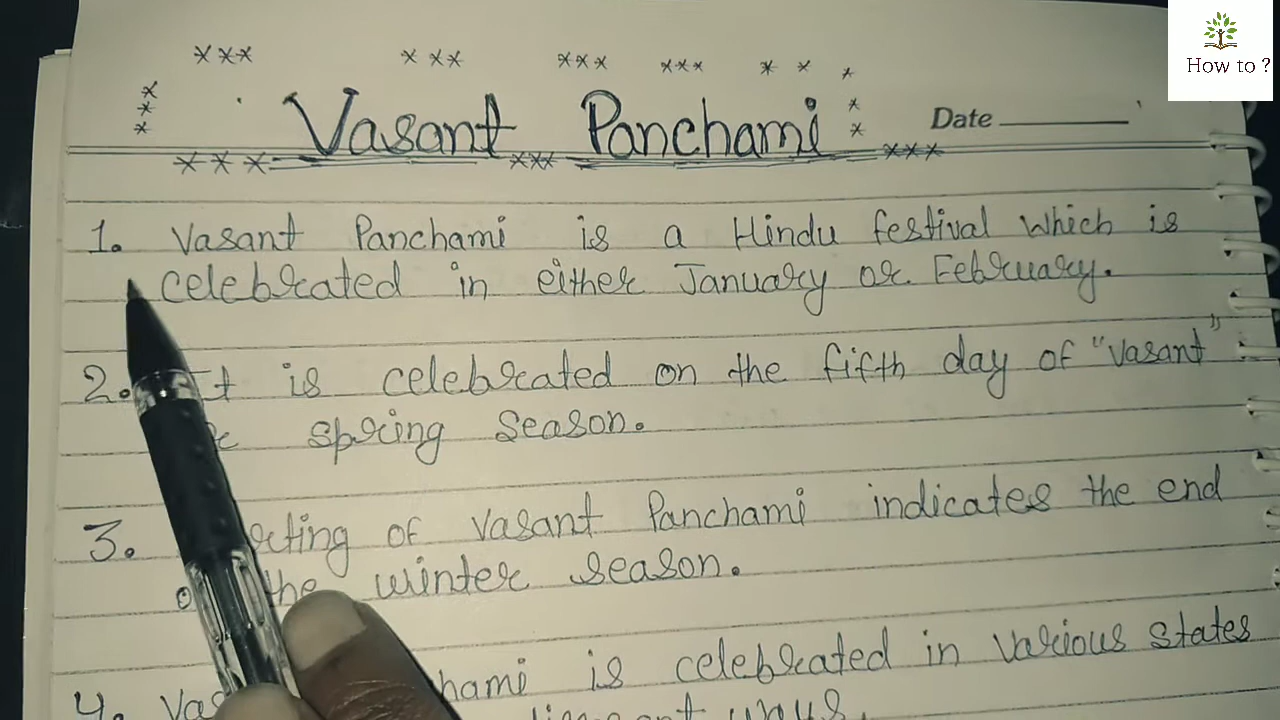 How to ?
Vasant Panchami
Date
1. Vasant Panchami is a Hindu festival which is
celebrated in either January or February.
2. It is celebrated on the fifth day of "Vasant"
spring season.
3. of Vasant Panchami indicates the end
the winter season.
4. is celebrated in various states
ways.